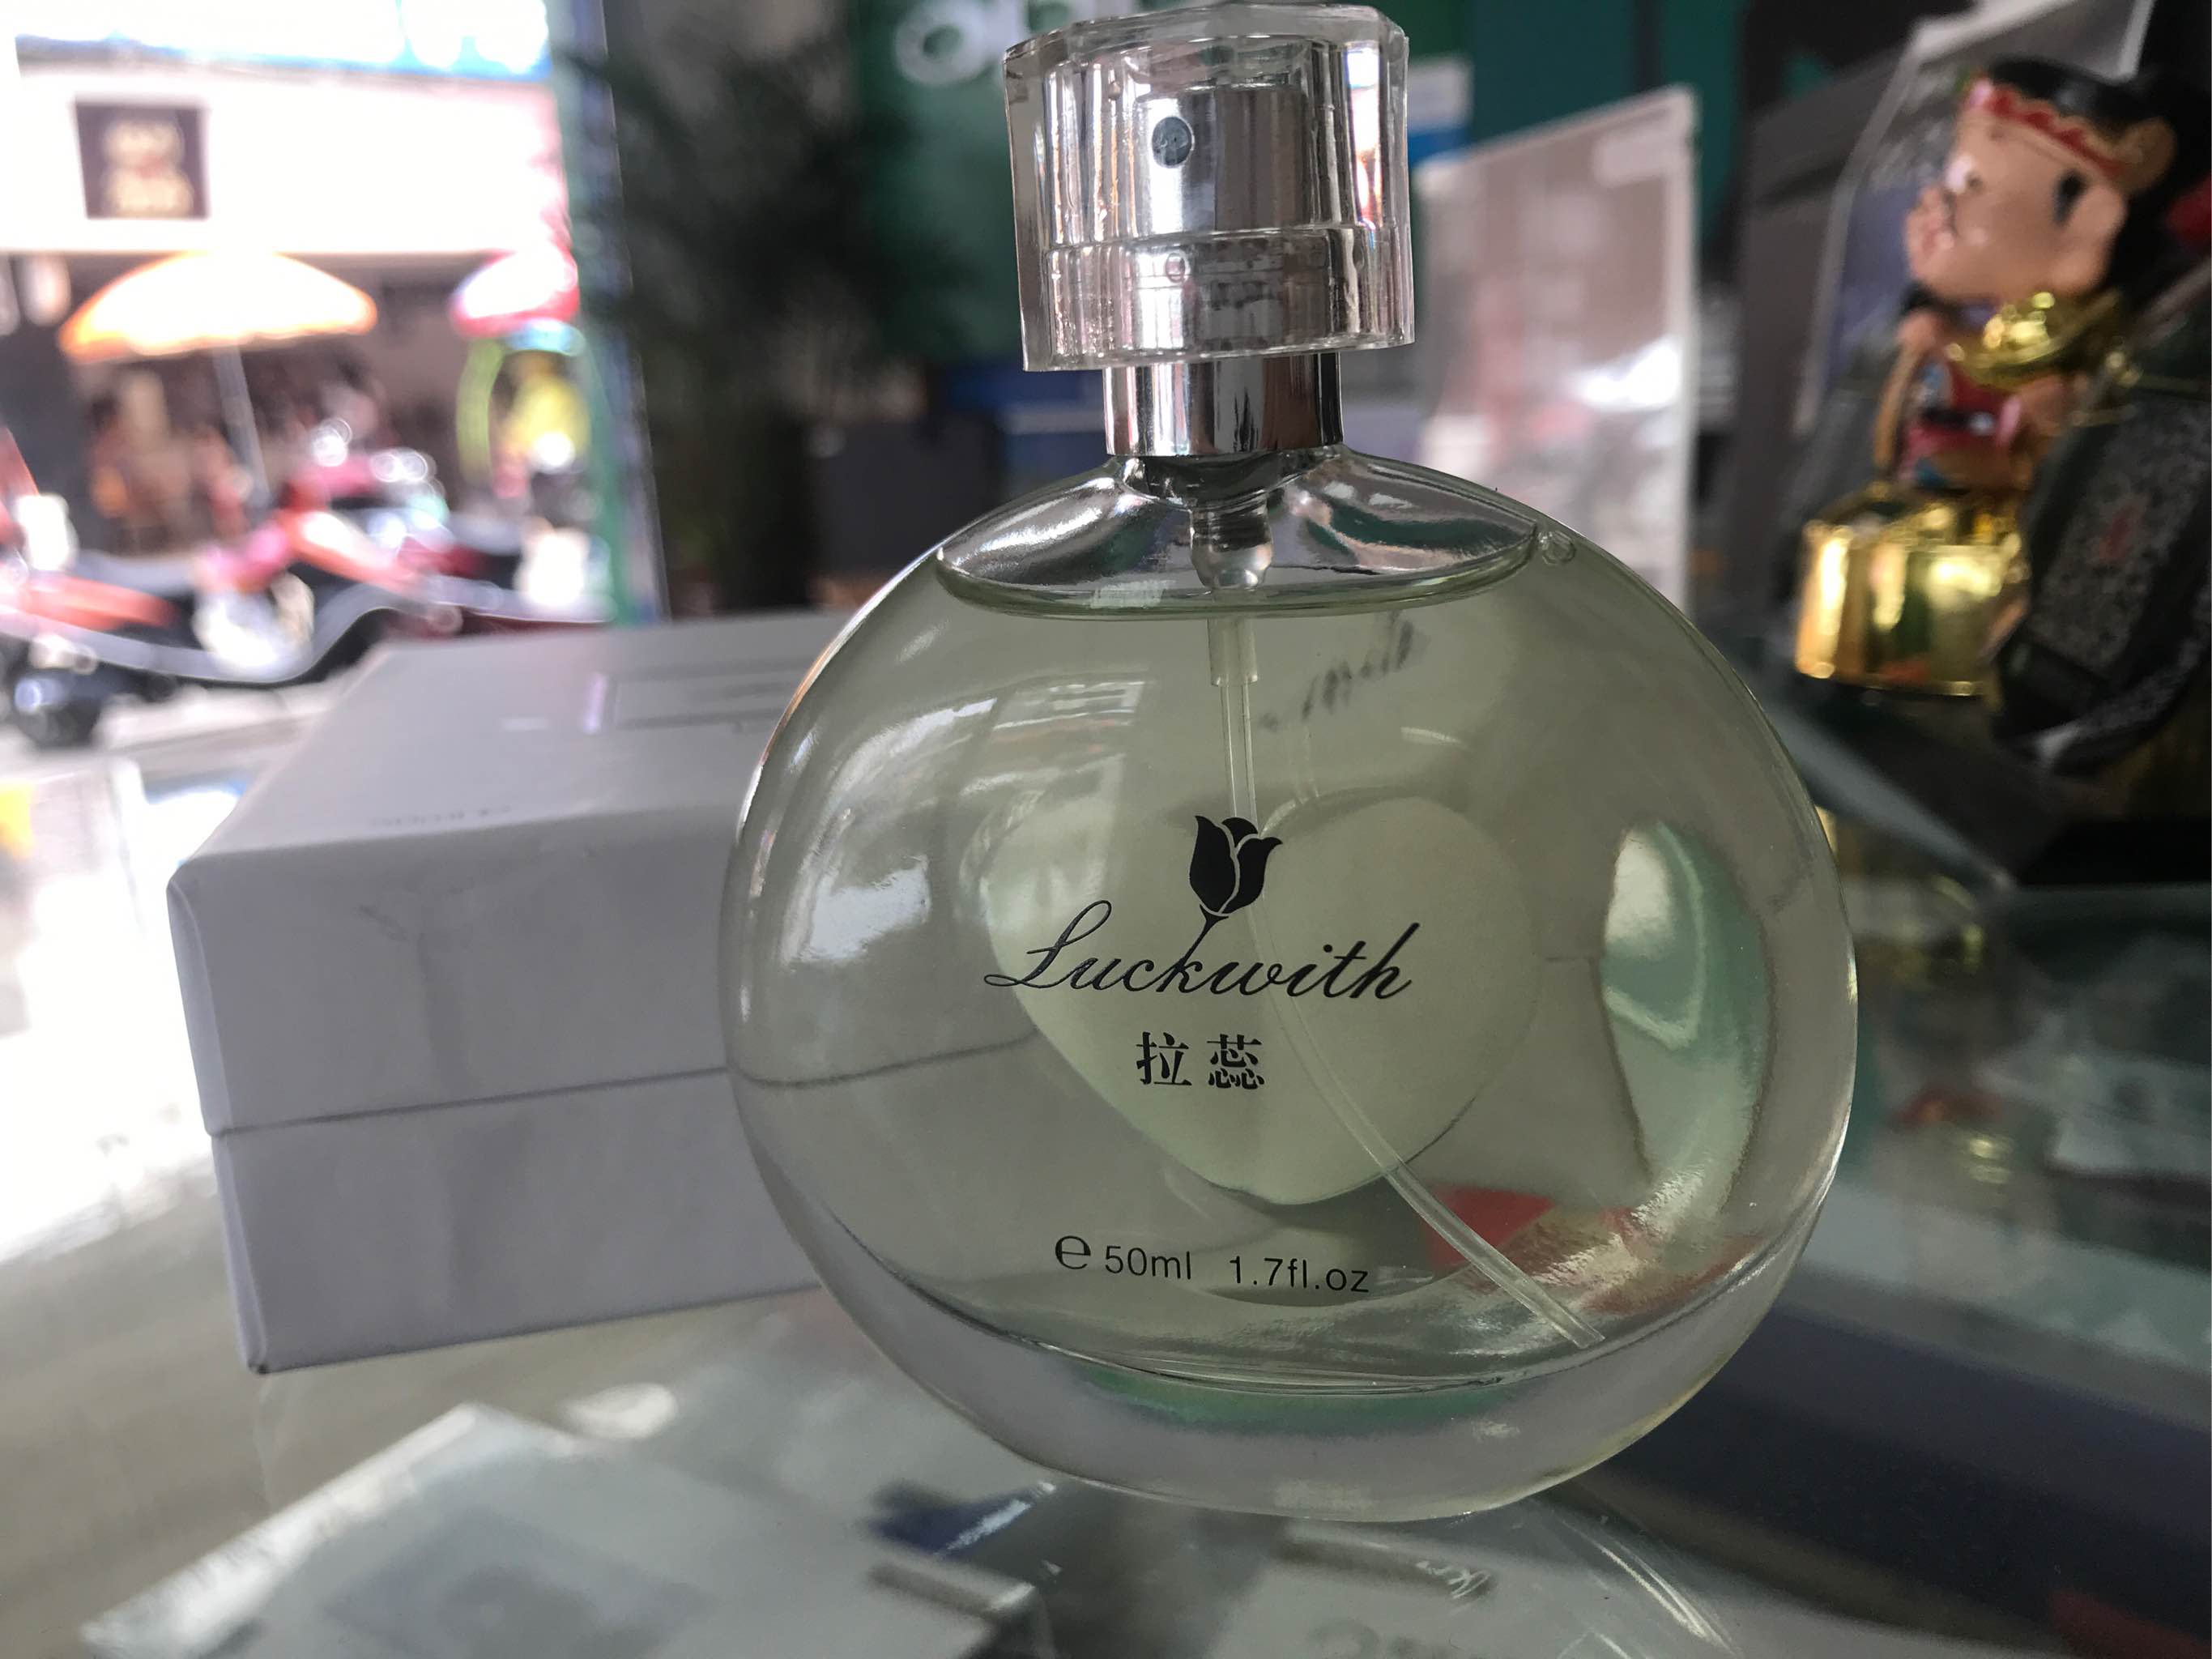 Luckwith
拉蕊
℮ 50ml 1.7fl.oz